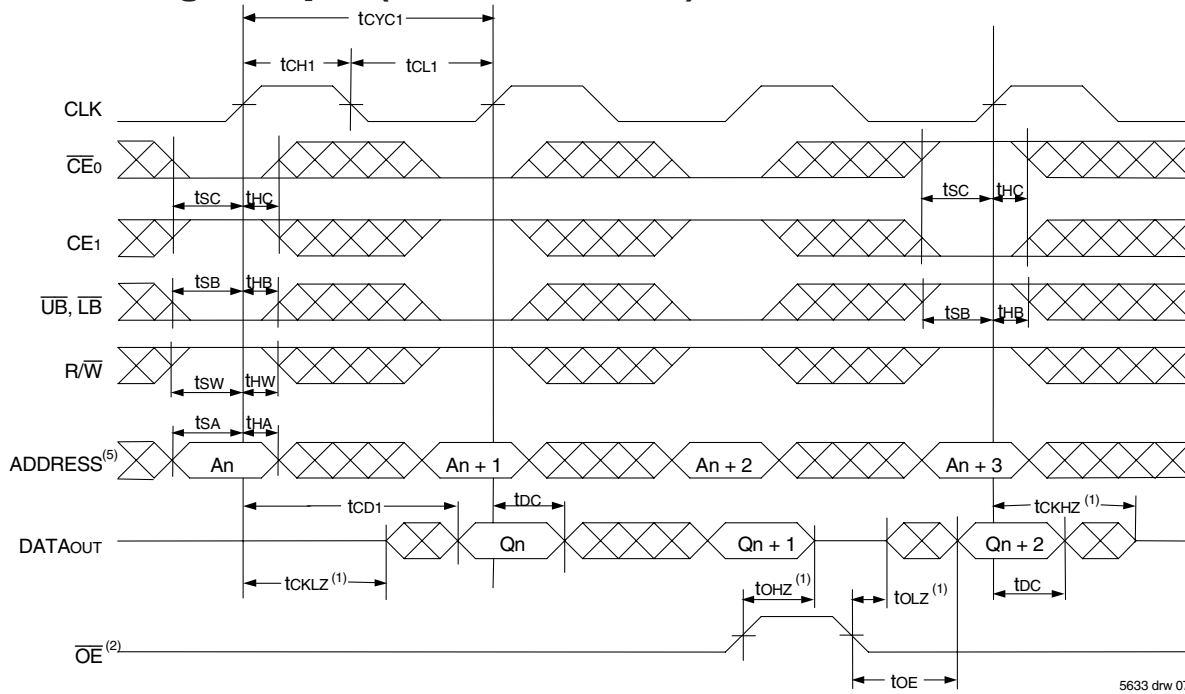 tCYC1
tCH1 tCL1
CLK
CE0
tSC tHC tSC tHC
CE1
tSB tHB
UB, LB
tSB tHB
R/W
tSW tHW
tSA tHA
ADDRESS(5) An An + 1 An + 2 An + 3
tCD1 tDC tCKHZ (1)
DATAOUT Qn Qn + 1 Qn + 2
tCKLZ (1) tOHZ (1) tOLZ (1) tDC
OE (2)
tOE
5633 drw 07